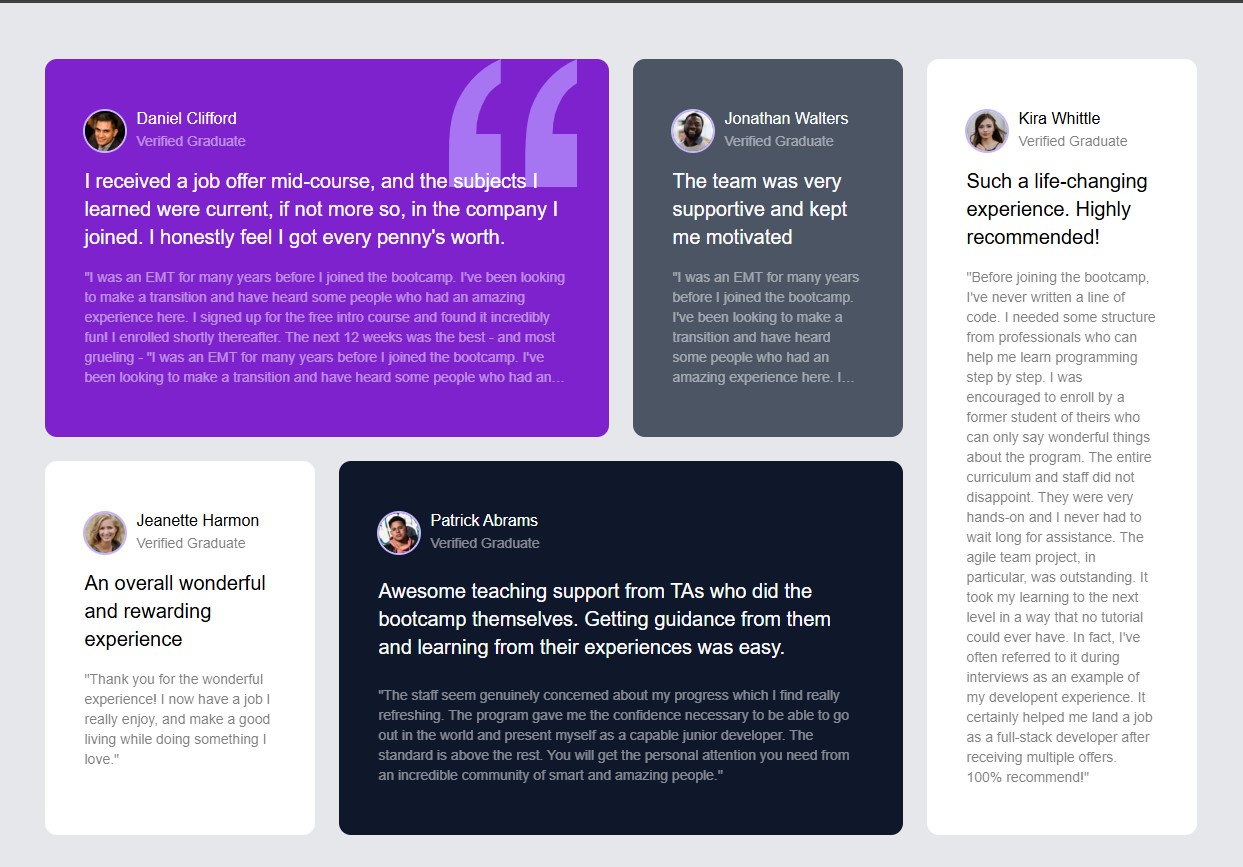 Daniel Clifford
Verified Graduate
I received a job offer mid-course, and the subjects I
learned were current, if not more so, in the company I
joined. I honestly feel I got every penny's worth.
"I was an EMT for many years before I joined the bootcamp. I've been looking
to make a transition and have heard some people who had an amazing
experience here. I signed up for the free intro course and found it incredibly
fun! I enrolled shortly thereafter. The next 12 weeks was the best - and most
grueling - "I was an EMT for many years before I joined the bootcamp. I've
been looking to make a transition and have heard some people who had an…
Jonathan Walters
Verified Graduate
The team was very
supportive and kept
me motivated
"I was an EMT for many years
before I joined the bootcamp.
I've been looking to make a
transition and have heard
some people who had an
amazing experience here. I…
Kira Whittle
Verified Graduate
Such a life-changing
experience. Highly
recommended!
"Before joining the bootcamp,
I've never written a line of
code. I needed some structure
from professionals who can
help me learn programming
step by step. I was
encouraged to enroll by a
former student of theirs who
can only say wonderful things
about the program. The entire
curriculum and staff did not
disappoint. They were very
hands-on and I never had to
wait long for assistance. The
agile team project, in
particular, was outstanding. It
took my learning to the next
level in a way that no tutorial
could ever have. In fact, I've
often referred to it during
interviews as an example of
my developent experience. It
certainly helped me land a job
as a full-stack developer after
receiving multiple offers.
100% recommend!"
Jeanette Harmon
Verified Graduate
An overall wonderful
and rewarding
experience
"Thank you for the wonderful
experience! I now have a job I
really enjoy, and make a good
living while doing something I
love."
Patrick Abrams
Verified Graduate
Awesome teaching support from TAs who did the
bootcamp themselves. Getting guidance from them
and learning from their experiences was easy.
"The staff seem genuinely concerned about my progress which I find really
refreshing. The program gave me the confidence necessary to be able to go
out in the world and present myself as a capable junior developer. The
standard is above the rest. You will get the personal attention you need from
an incredible community of smart and amazing people."